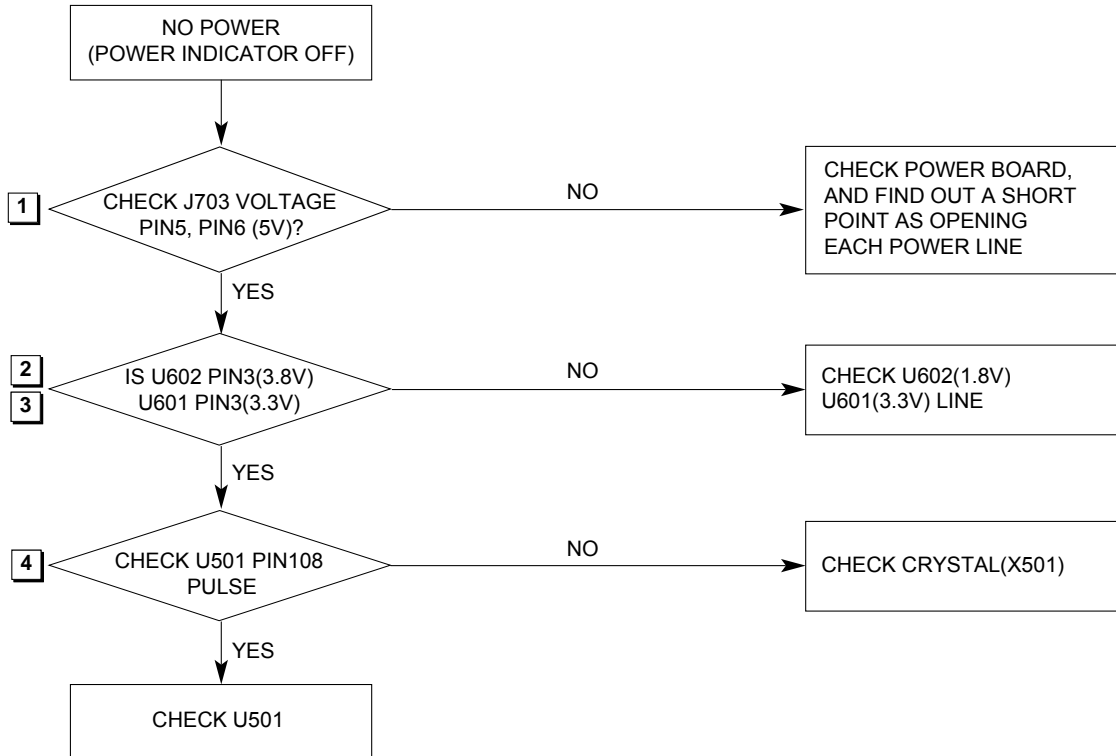 NO POWER
(POWER INDICATOR OFF)
1
CHECK J703 VOLTAGE
PIN5, PIN6 (5V)?
NO
CHECK POWER BOARD,
AND FIND OUT A SHORT
POINT AS OPENING
EACH POWER LINE
YES
2
3
IS U602 PIN3(3.8V)
U601 PIN3(3.3V)
NO
CHECK U602(1.8V)
U601(3.3V) LINE
YES
4
CHECK U501 PIN108
PULSE
NO
CHECK CRYSTAL(X501)
YES
CHECK U501